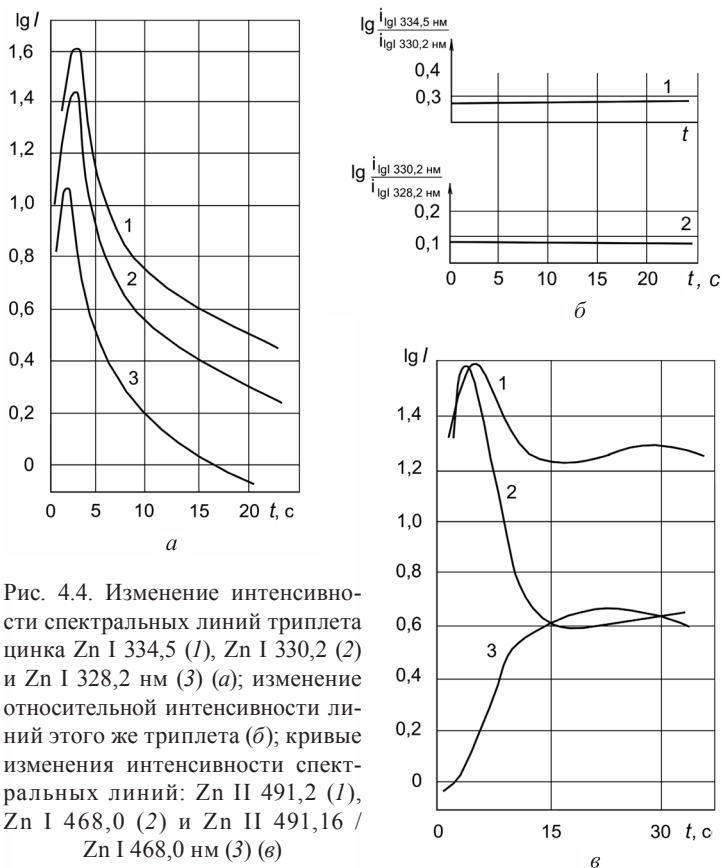 lg I
1,6
1,4
1,2
1,0
0,8
0,6
0,4
0,2
0
1
2
3
0 5 10 15 20 t, с
а
lg i lgI 334,5 нм
i lgI 330,2 нм
0,4
0,3
1
t
lg i lgI 330,2 нм
i lgI 328,2 нм
0,2
0,1
2
0 5 10 15 20 t, с
б
lg I
1,4
1,2
1,0
0,8
0,6
0,4
0,2
0
1
2
3
0 15 30 t, с
в
Рис. 4.4. Изменение интенсивно-
сти спектральных линий триплета
цинка Zn I 334,5 (1), Zn I 330,2 (2)
и Zn I 328,2 нм (3) (а); изменение
относительной интенсивности ли-
ний этого же триплета (б); кривые
изменения интенсивности спект-
ральных линий: Zn II 491,2 (1),
Zn I 468,0 (2) и Zn II 491,16 /
Zn I 468,0 нм (3) (в)